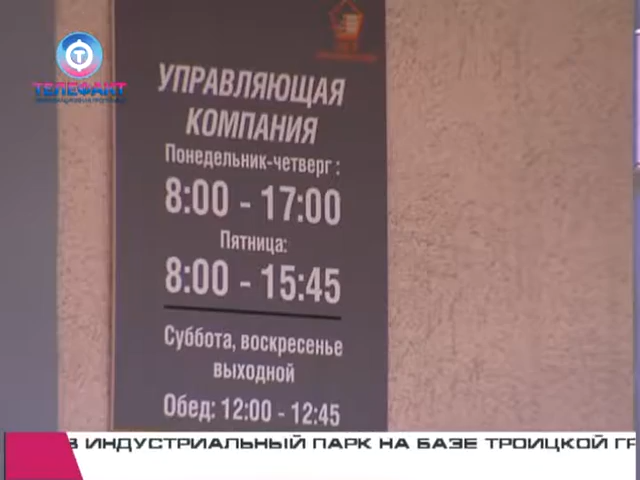 ТЕЛЕФАКТ
УПРАВЛЯЮЩАЯ
КОМПАНИЯ
Понедельник-четверг :
8:00 - 17:00
Пятница:
8:00 - 15:45
Суббота, воскресенье
выходной
Обед: 12:00 - 12:45
В ИНДУСТРИАЛЬНЫЙ ПАРК НА БАЗЕ ТРОИЦКОЙ ГР